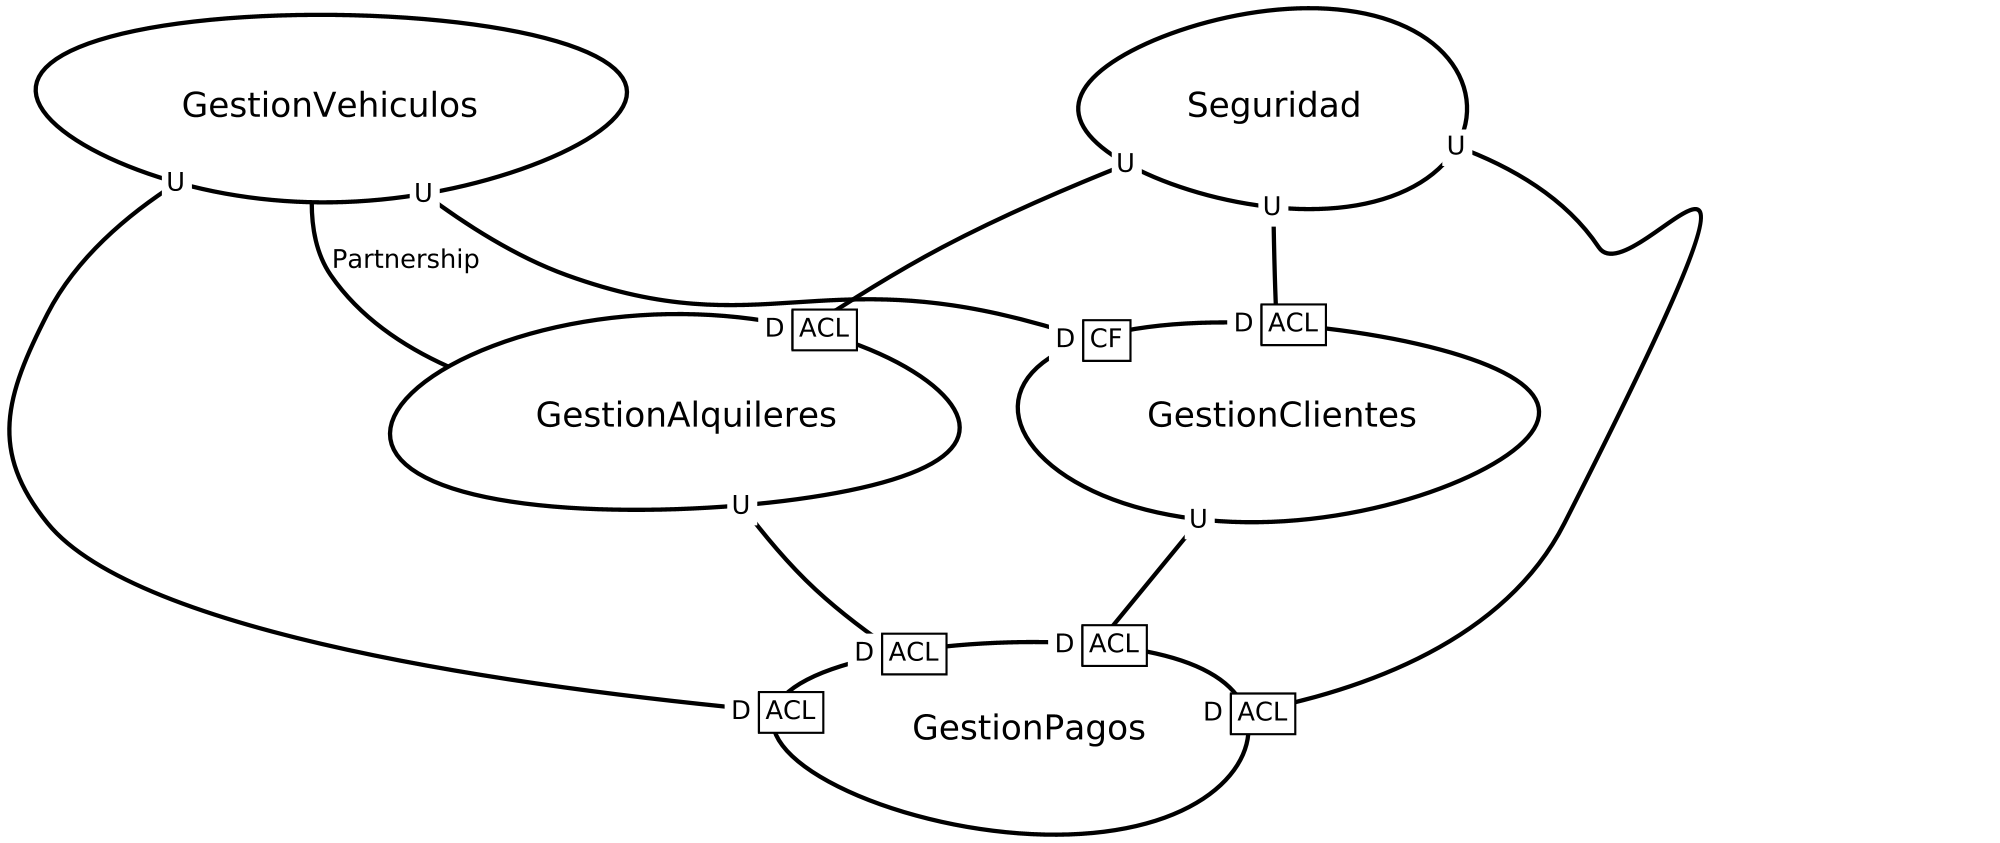 GestionVehiculos
Seguridad
U
U
U
U
U
Partnership
D ACL
D CF
D ACL
GestionAlquileres
GestionClientes
U
U
D ACL
D ACL
D ACL
D ACL
GestionPagos